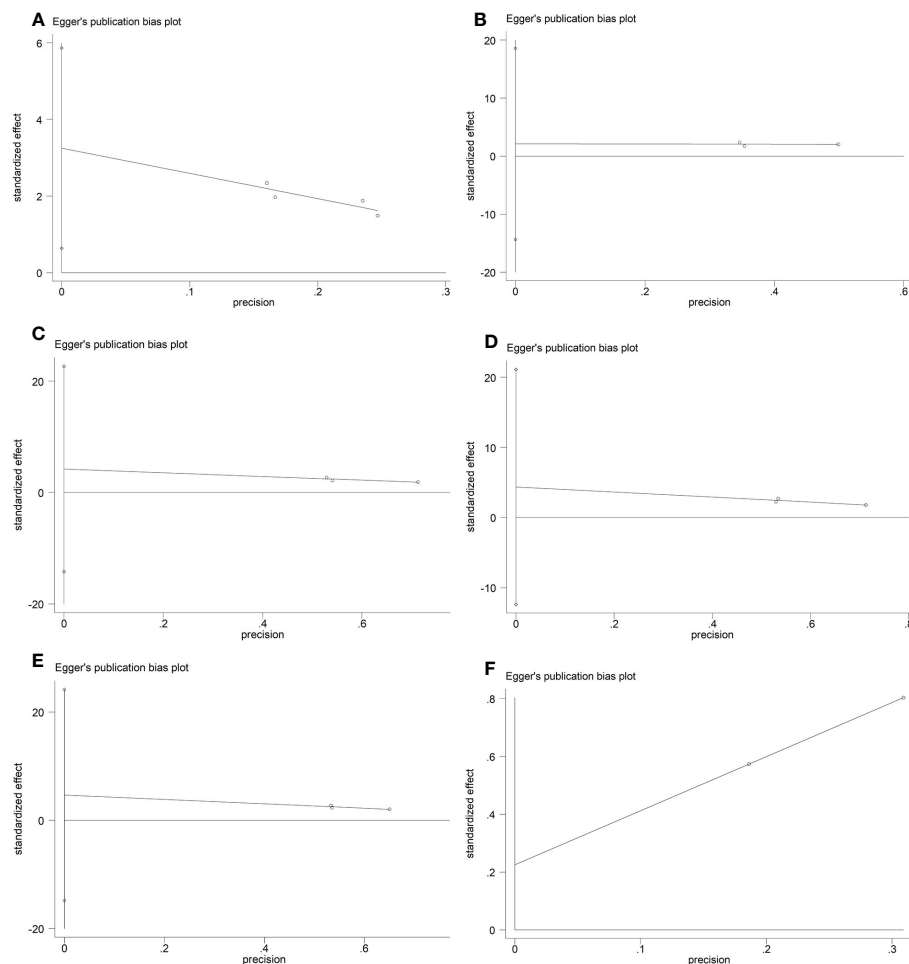 A
Egger's publication bias plot
6
4
2
0
standardized effect
0 .1 .2 .3
precision
B
Egger's publication bias plot
20
10
0
-10
-20
standardized effect
0 .2 .4 .6
precision
C
Egger's publication bias plot
20
0
-20
standardized effect
0 .2 .4 .6
precision
D
Egger's publication bias plot
20
10
0
-10
standardized effect
0 .2 .4 .6 .8
precision
E
Egger's publication bias plot
20
0
-20
standardized effect
0 .2 .4 .6
precision
F
Egger's publication bias plot
.8
.6
.4
.2
0
standardized effect
0 .1 .2 .3
precision